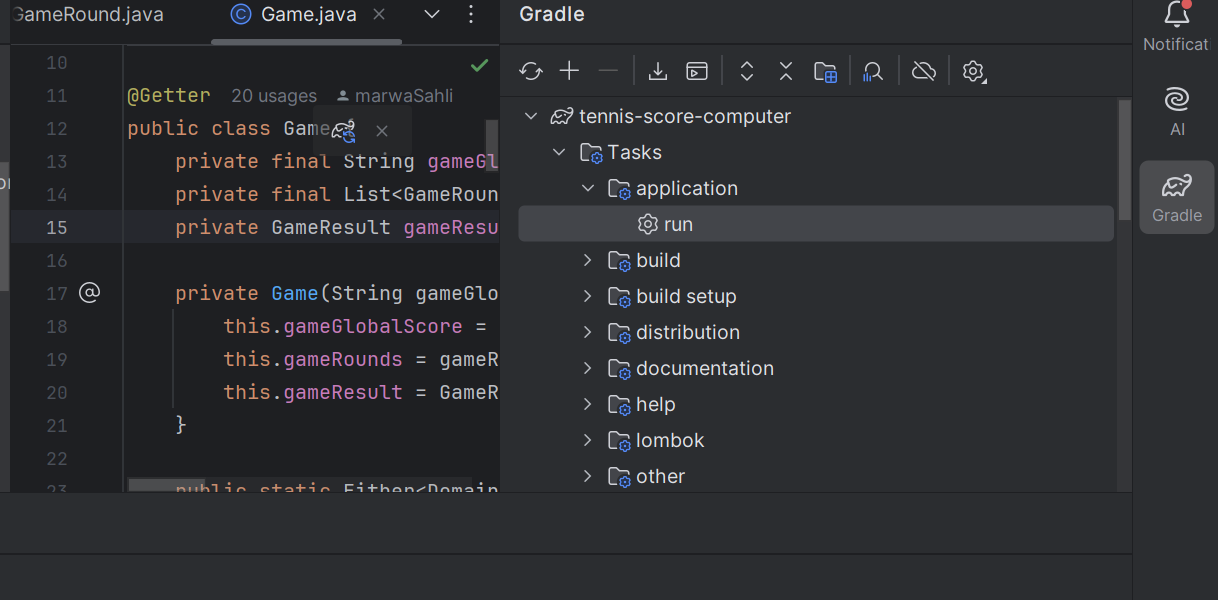 GameRound.java
Game.java
10
11 @Getter 20 usages marwaSahli
12 public class Game
13 private final String gameGl
14 private final List<GameRoun
15 private GameResult gameResu
16
17 private Game(String gameGlo
18 this.gameGlobalScore =
19 this.gameRounds = gameR
20 this.gameResult = GameR
21 }
22
23 public static Either<Domain
Gradle
tennis-score-computer
Tasks
application
run
build
build setup
distribution
documentation
help
lombok
other
Notificat
AI
Gradle